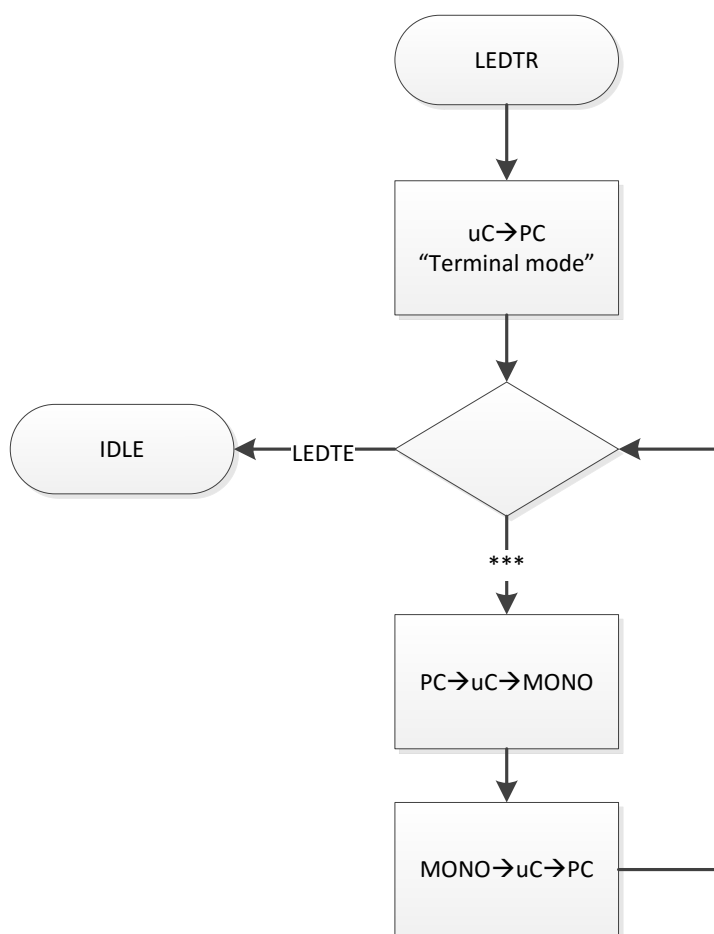 LEDTR
uC→PC
“Terminal mode”
IDLE
LEDTE
***
PC→uC→MONO
MONO→uC→PC